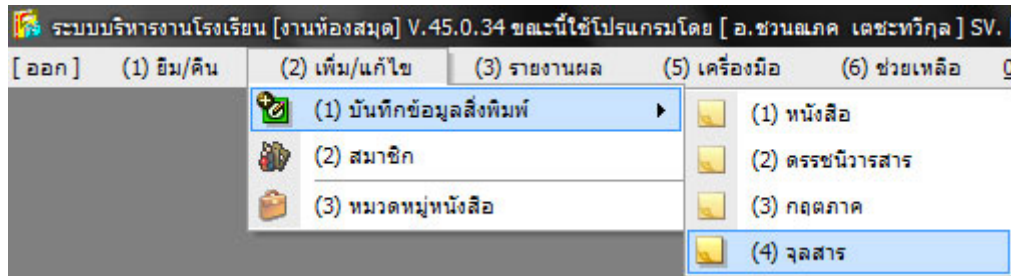 ระบบบริหารงานโรงเรียน [งานห้องสมุด] V.45.0.34 ขณะนี้ใช้โปรแกรมโดย [ อ.ชวนณภค เตชะทวีกุล ] SV.
[ ออก ] (1) ยืม/คืน (2) เพิ่ม/แก้ไข (3) รายงานผล (5) เครื่องมือ (6) ช่วยเหลือ
(1) บันทึกข้อมูลสิ่งพิมพ์
(2) สมาชิก
(3) หมวดหมู่หนังสือ
(1) หนังสือ
(2) ดรรชนีวารสาร
(3) กฤตภาค
(4) จุลสาร